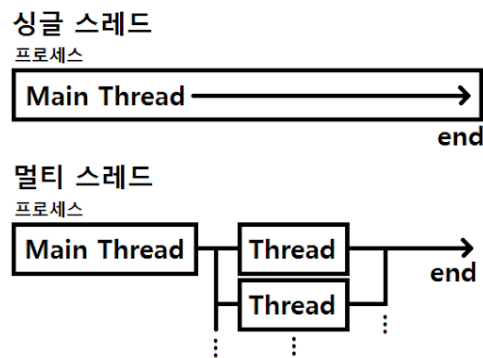 싱글 스레드
프로세스
Main Thread
end
멀티 스레드
프로세스
Main Thread
Thread
end
Thread